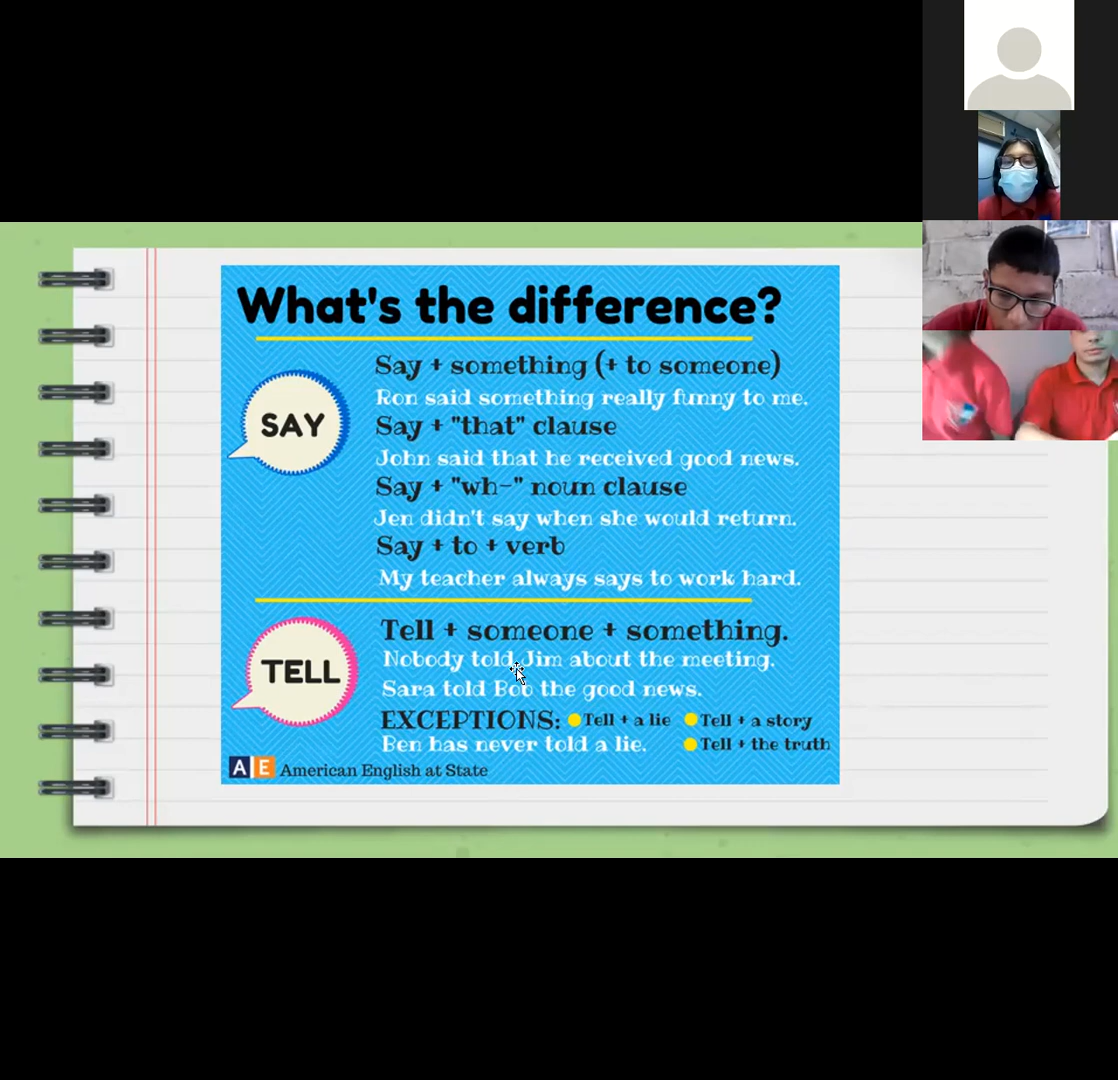 What's the difference?
SAY
Say + something (+ to someone)
Ron said something really funny to me.
Say + "that" clause
John said that he received good news.
Say + "wh-" noun clause
Jen didn't say when she would return.
Say + to + verb
My teacher always says to work hard.
TELL
Tell + someone + something.
Nobody told Jim about the meeting.
Sara told Bob the good news.
EXCEPTIONS: Tell + a lie Tell + a story
Ben has never told a lie. Tell + the truth
A E American English at State